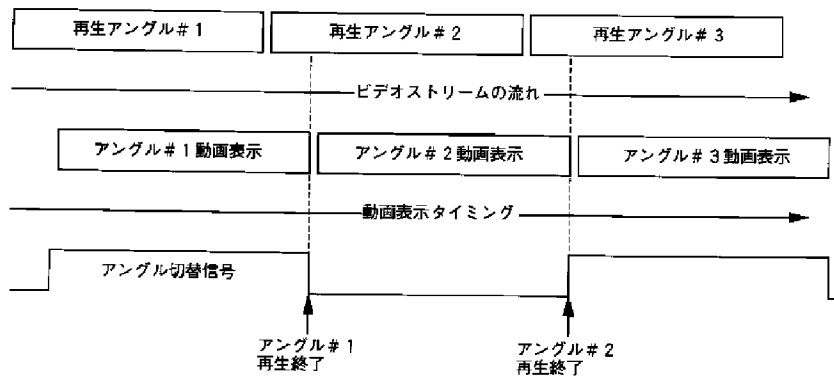 再生アングル＃1
再生アングル＃2
再生アングル＃3
ビデオストリームの流れ
アングル＃1動画表示
アングル＃2動画表示
アングル＃3動画表示
動画表示タイミング
アングル切替信号
アングル＃1
再生終了
アングル＃2
再生終了